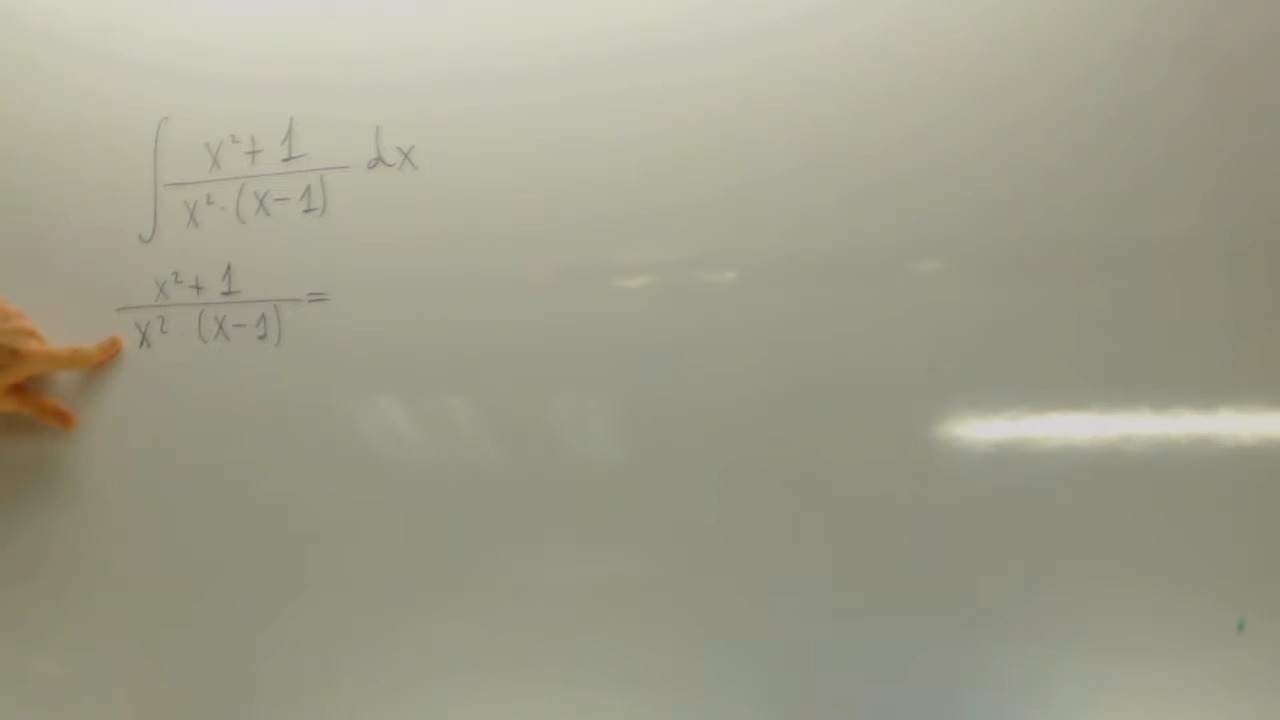 ∫ x²+1 / x²·(x-1) dx
x²+1 / x² (x-1) =